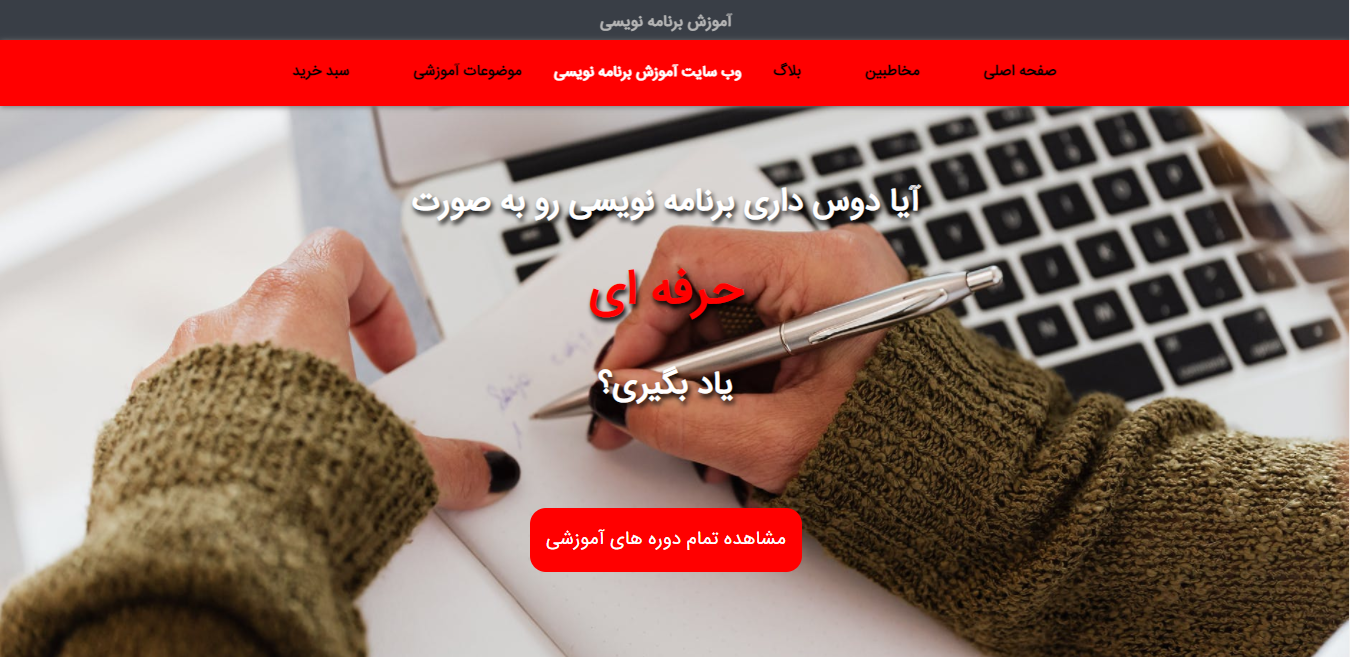 آموزش برنامه نویسی
صفحه اصلی مخاطبین بلاگ وب سایت آموزش برنامه نویسی موضوعات آموزشی سبد خرید
آیا دوس داری برنامه نویسی رو به صورت
حرفه ای
یاد بگیری؟
مشاهده تمام دوره های آموزشی